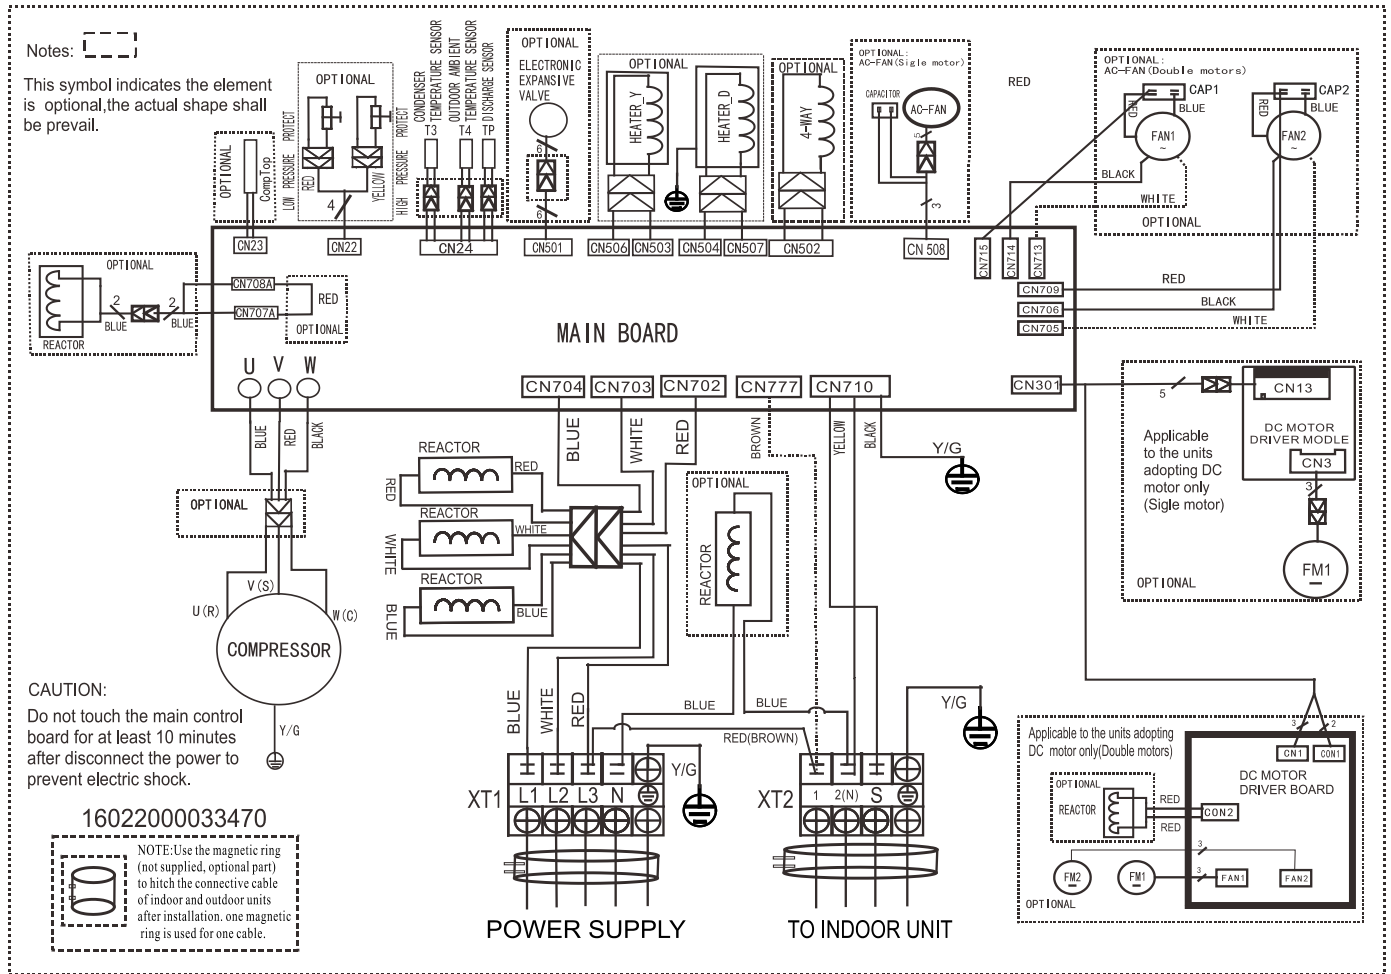 Notes:
This symbol indicates the element
is optional,the actual shape shall
be prevail.
OPTIONAL
CompTop
CN23
OPTIONAL
LOW PRESSURE PROTECT
RED
YELLOW
HIGH PRESSURE PROTECT
4
CN22
CONDENSER
TEMPERATURE SENSOR
OUTDOOR AMBIENT
TEMPERATURE SENSOR
DISCHARGE SENSOR
T3
T4
TP
CN24
OPTIONAL
ELECTRONIC
EXPANSIVE
VALVE
6
6
CN501
OPTIONAL
HEATER_Y
HEATER_D
CN506
CN503
CN504
CN507
OPTIONAL
4-WAY
CN502
OPTIONAL:
AC-FAN(Sigle motor)
CAPACITOR
AC-FAN
5
3
CN 508
RED
OPTIONAL:
AC-FAN(Double motors)
CAP1
CAP2
RED
BLUE
RED
BLUE
FAN1
~
FAN2
~
BLACK
WHITE
OPTIONAL
CN715
CN714
CN713
CN709
RED
CN706
BLACK
CN705
WHITE
OPTIONAL
2
2
BLUE
BLUE
REACTOR
CN708A
CN707A
RED
OPTIONAL
MAIN BOARD
U
V
W
CN704
CN703
CN702
CN777
CN710
CN301
BLUE
RED
BLACK
OPTIONAL
V(S)
U(R)
W(C)
COMPRESSOR
Y/G
BLUE
WHITE
RED
BROWN
YELLOW
BLACK
Y/G
REACTOR
RED
RED
REACTOR
WHITE
WHITE
REACTOR
BLUE
BLUE
OPTIONAL
REACTOR
BLUE
WHITE
RED
BLUE
BLUE
RED(BROWN)
Y/G
Y/G
XT1
L1
L2
L3
N
XT2
1
2(N)
S
POWER SUPPLY
TO INDOOR UNIT
5
CN13
DC MOTOR
DRIVER MODLE
CN3
3
Applicable
to the units
adopting DC
motor only
(Sigle motor)
OPTIONAL
FM1
Applicable to the units adopting
DC motor only(Double motors)
3
2
CN1
CON1
DC MOTOR
DRIVER BOARD
OPTIONAL
REACTOR
RED
RED
CON2
3
FM2
FM1
3
FAN1
FAN2
OPTIONAL
CAUTION:
Do not touch the main control
board for at least 10 minutes
after disconnect the power to
prevent electric shock.
16022000033470
NOTE:Use the magnetic ring
(not supplied, optional part)
to hitch the connective cable
of indoor and outdoor units
after installation. one magnetic
ring is used for one cable.